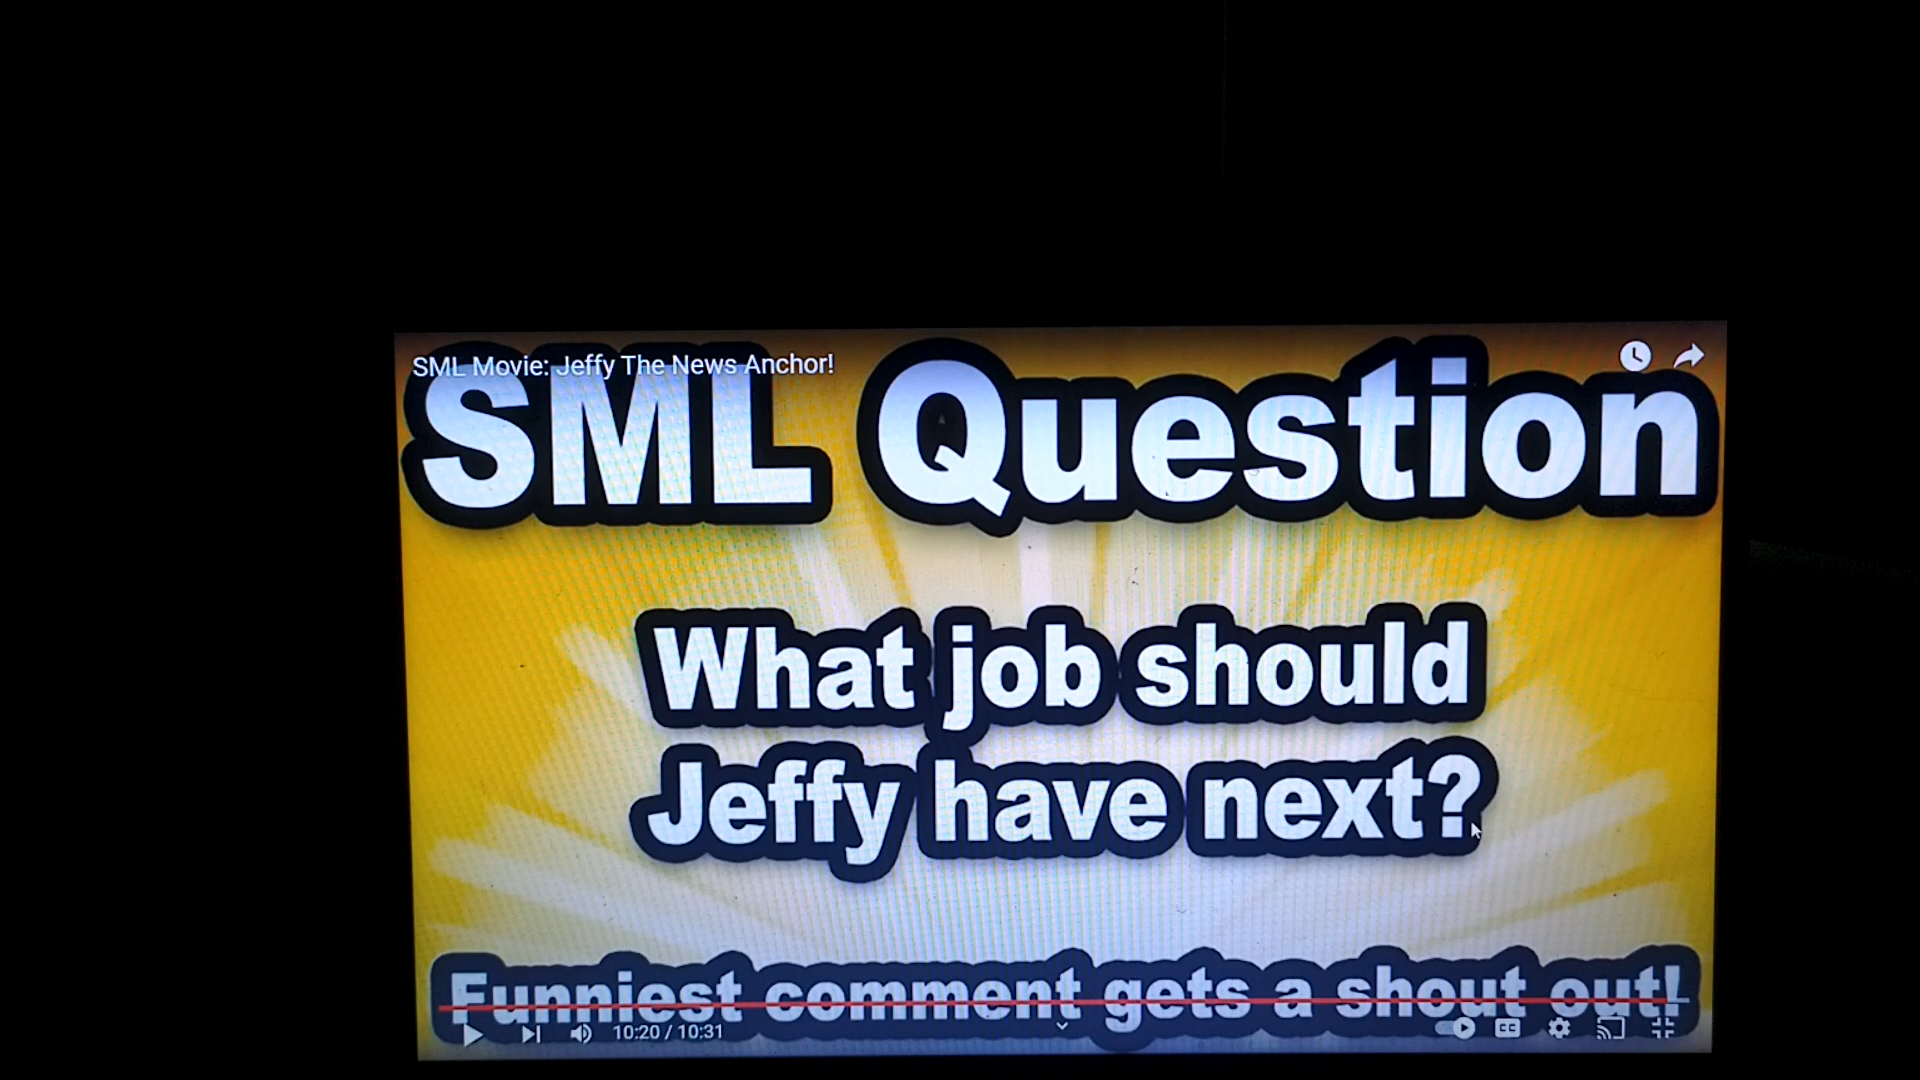 SML Movie: Jeffy The News Anchor!
SML Question
What job should
Jeffy have next?
Funniest comment gets a shout out!
10:20 / 10:31
CC